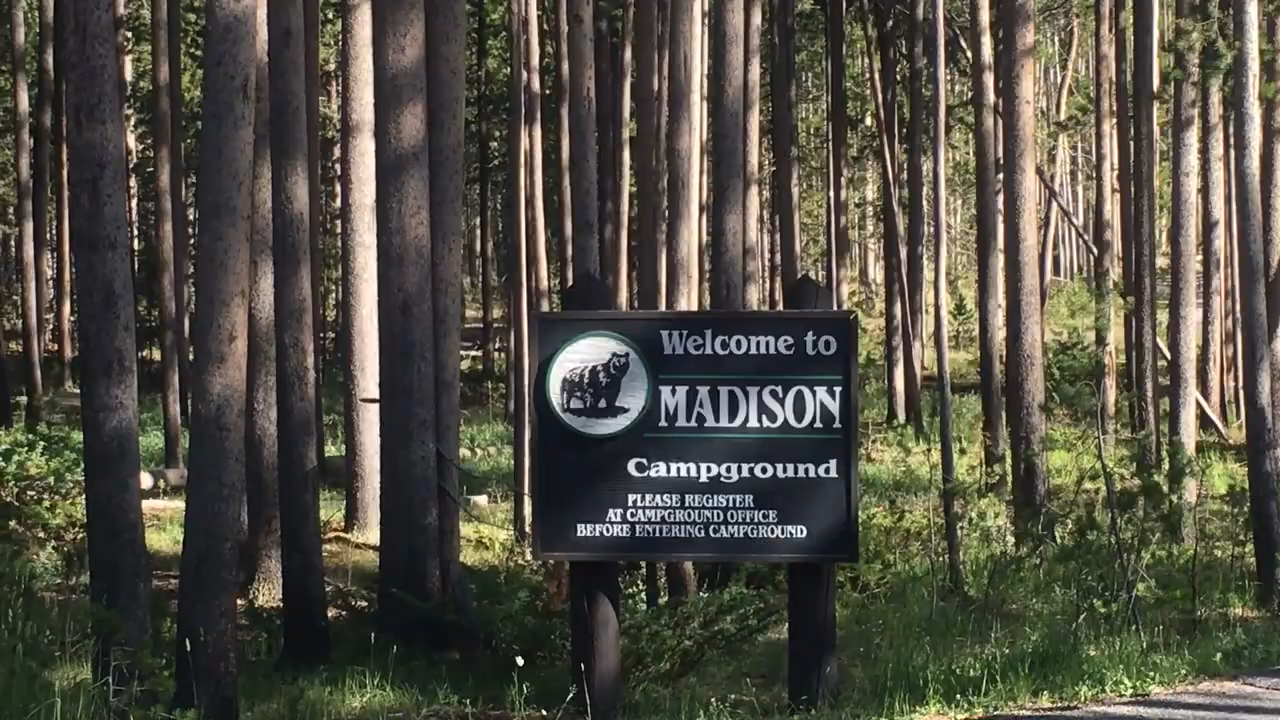 Welcome to
MADISON
Campground
PLEASE REGISTER
AT CAMPGROUND OFFICE
BEFORE ENTERING CAMPGROUND